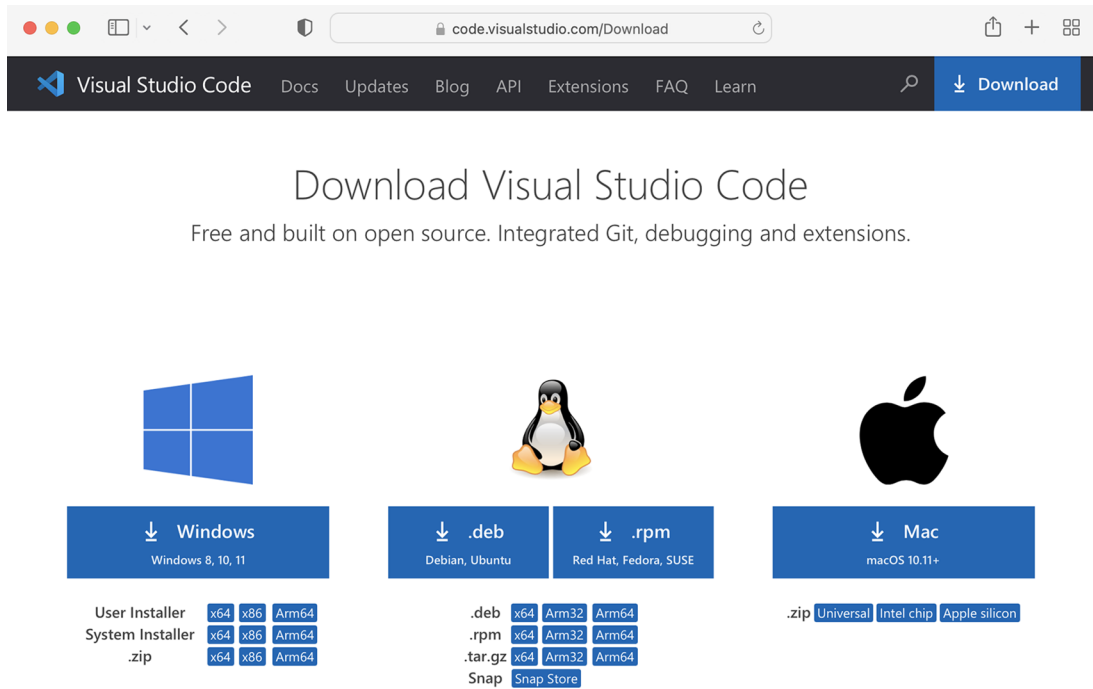 code.visualstudio.com/Download
Visual Studio Code Docs Updates Blog API Extensions FAQ Learn Download
Download Visual Studio Code
Free and built on open source. Integrated Git, debugging and extensions.
Windows
Windows 8, 10, 11
User Installer x64 x86 Arm64
System Installer x64 x86 Arm64
.zip x64 x86 Arm64
.deb
Debian, Ubuntu
.rpm
Red Hat, Fedora, SUSE
.deb x64 Arm32 Arm64
.rpm x64 Arm32 Arm64
.tar.gz x64 Arm32 Arm64
Snap Snap Store
Mac
macOS 10.11+
.zip Universal Intel chip Apple silicon